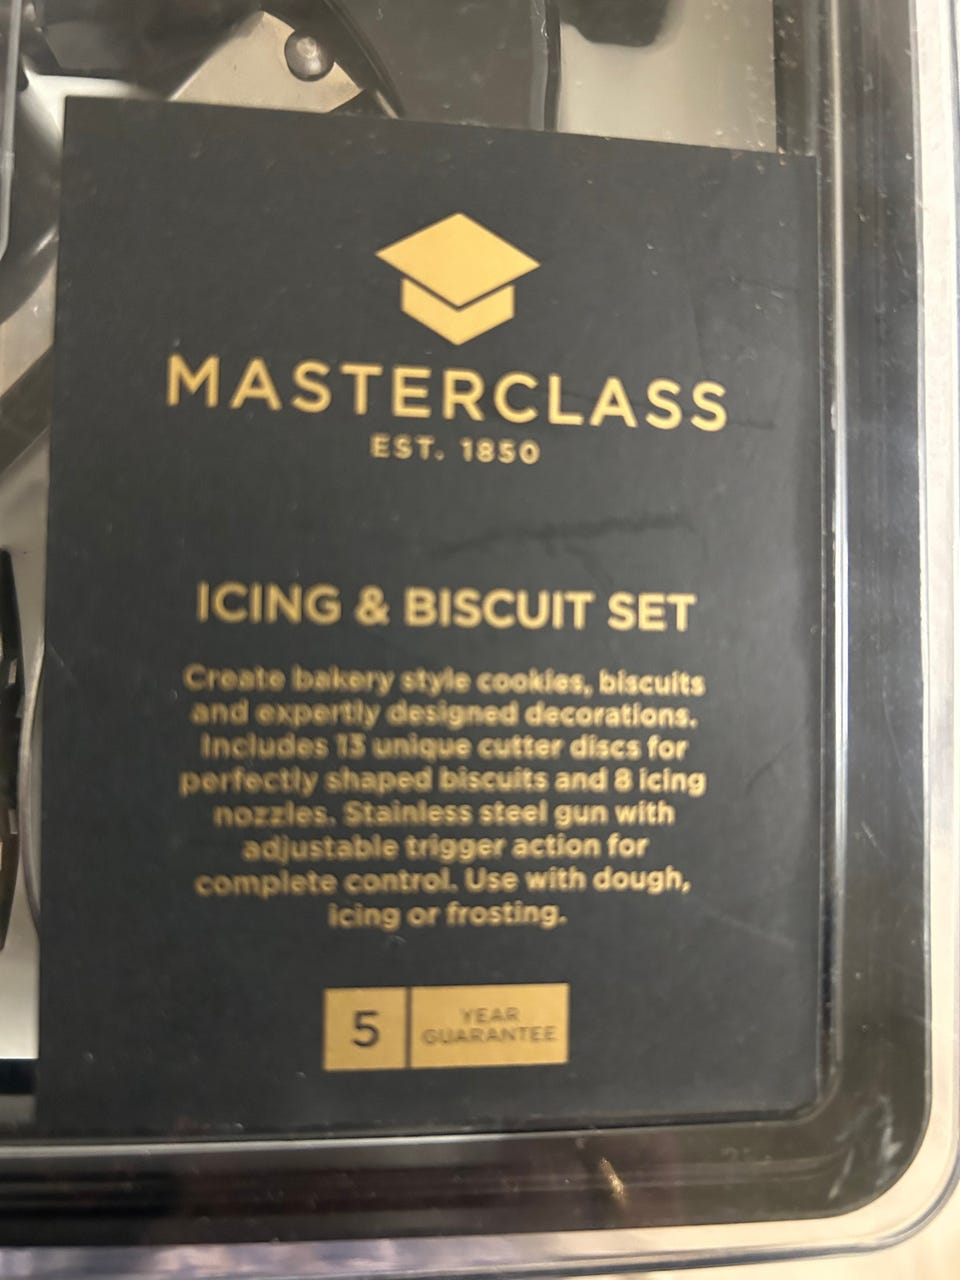 MASTERCLASS
EST. 1850
ICING & BISCUIT SET
Create bakery style cookies, biscuits
and expertly designed decorations.
Includes 13 unique cutter discs for
perfectly shaped biscuits and 8 icing
nozzles. Stainless steel gun with
adjustable trigger action for
complete control. Use with dough,
icing or frosting.
5 YEAR
GUARANTEE